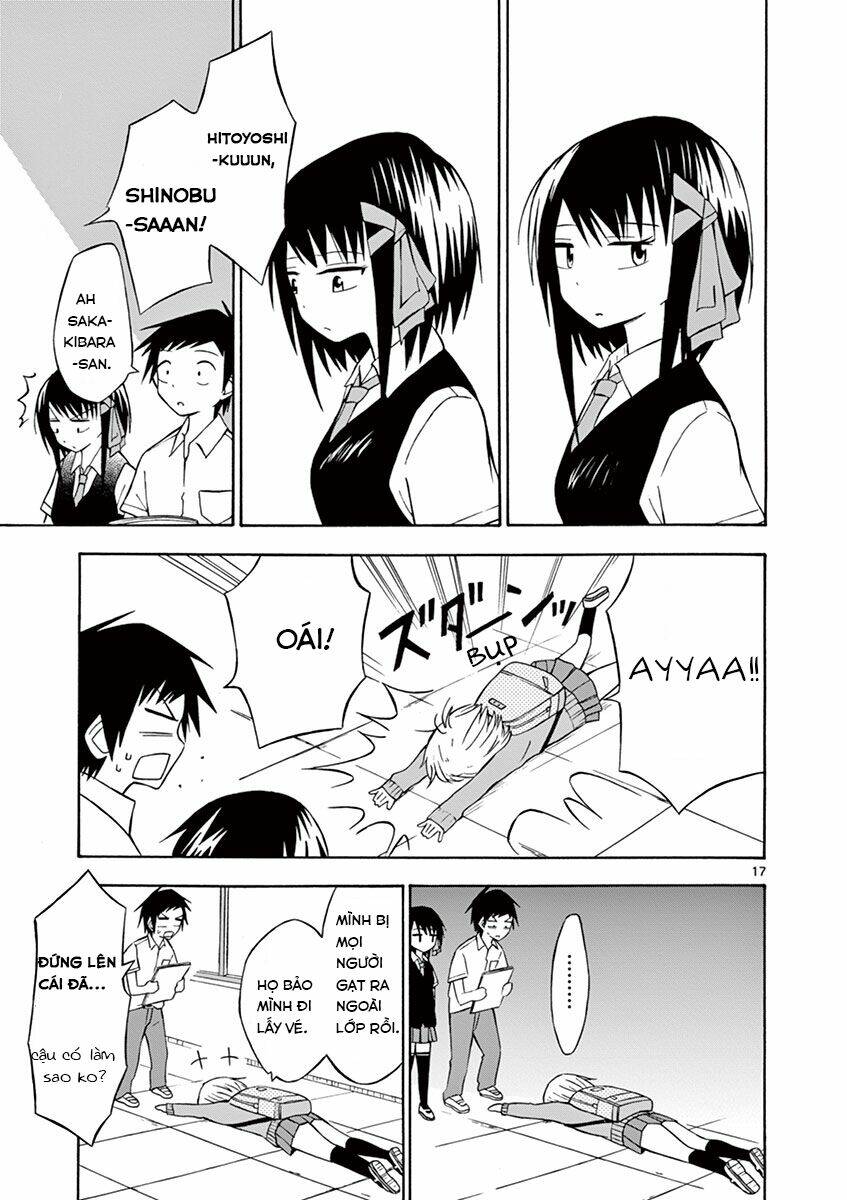 HITOYOSHI
-KUUUN,
SHINOBU
-SAAAN!
AH
SAKA-
KIBARA
-SAN.
AYYAA!!
ズダーンッ
BỤP
OÁI!
17
........
MÌNH BỊ
MỌI
NGƯỜI
GẠT RA
NGOÀI
LỚP RỒI.
HỌ BẢO
MÌNH ĐI
LẤY VÉ.
ĐỨNG LÊN
CÁI ĐÃ...
cậu có làm
sao ko?